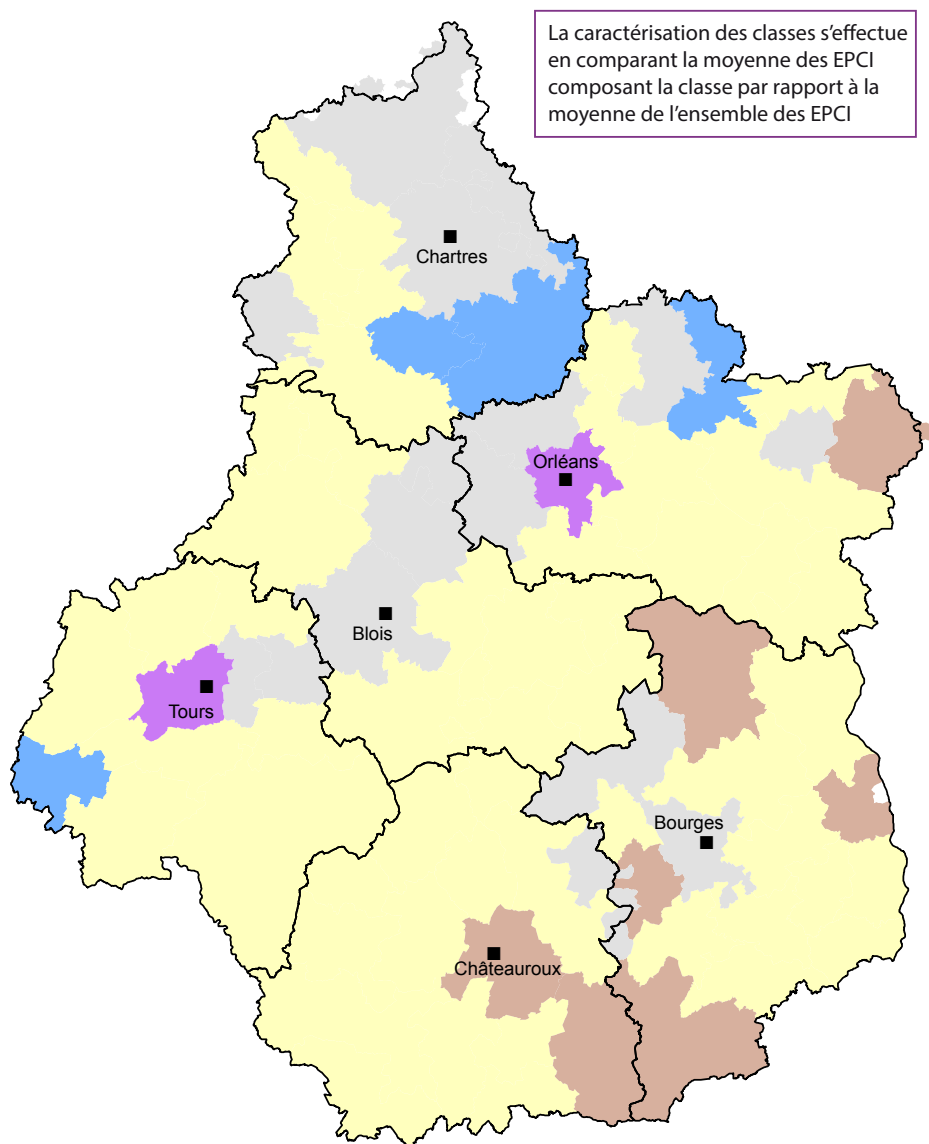 La caractérisation des classes s’effectue
en comparant la moyenne des EPCI
composant la classe par rapport à la
moyenne de l’ensemble des EPCI
Chartres
Orléans
Blois
Tours
Bourges
Châteauroux